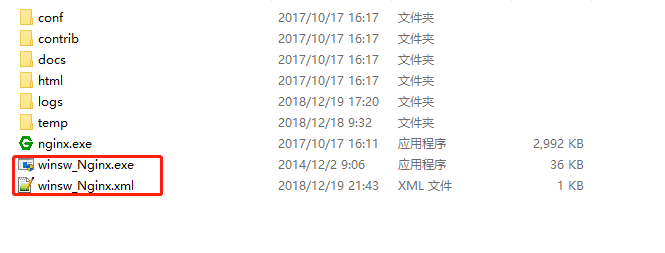 conf 2017/10/17 16:17 文件夹
contrib 2017/10/17 16:17 文件夹
docs 2017/10/17 16:17 文件夹
html 2017/10/17 16:17 文件夹
logs 2018/12/19 17:20 文件夹
temp 2018/12/18 9:32 文件夹
nginx.exe 2017/10/17 16:11 应用程序 2,992 KB
winsw_Nginx.exe 2014/12/2 9:06 应用程序 36 KB
winsw_Nginx.xml 2018/12/19 21:43 XML 文件 1 KB